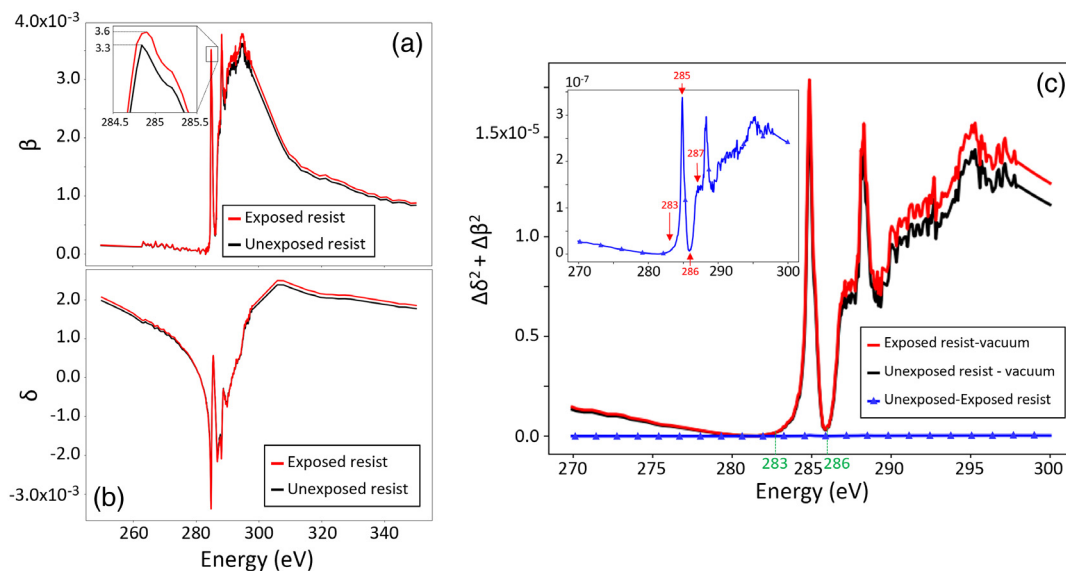 (a)
4.0x10⁻³
3.0
2.0
1.0
0.0
β
3.6
3.3
284.5 285 285.5
Exposed resist
Unexposed resist
(b)
2.0
1.0
0.0
-1.0
-2.0
-3.0x10⁻³
δ
Exposed resist
Unexposed resist
260 280 300 320 340
Energy (eV)
(c)
1.5x10⁻⁵
1.0
0.5
0.0
Δδ² + Δβ²
10⁻⁷
3
2
1
0
285
287
283
286
270 280 290 300
Exposed resist-vacuum
Unexposed resist - vacuum
Unexposed-Exposed resist
270 275 280 283 285 286 290 295 300
Energy (eV)